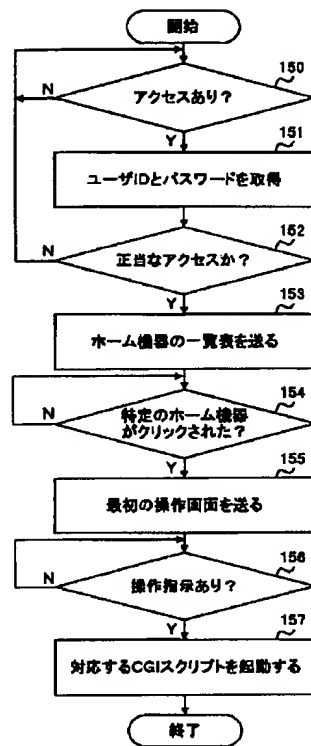 開始
150
アクセスあり?
N
Y
151
ユーザIDとパスワードを取得
152
正当なアクセスか?
N
Y
153
ホーム機器の一覧表を送る
154
特定のホーム機器
がクリックされた?
N
Y
155
最初の操作画面を送る
156
操作指示あり?
N
Y
157
対応するCGIスクリプトを起動する
終了